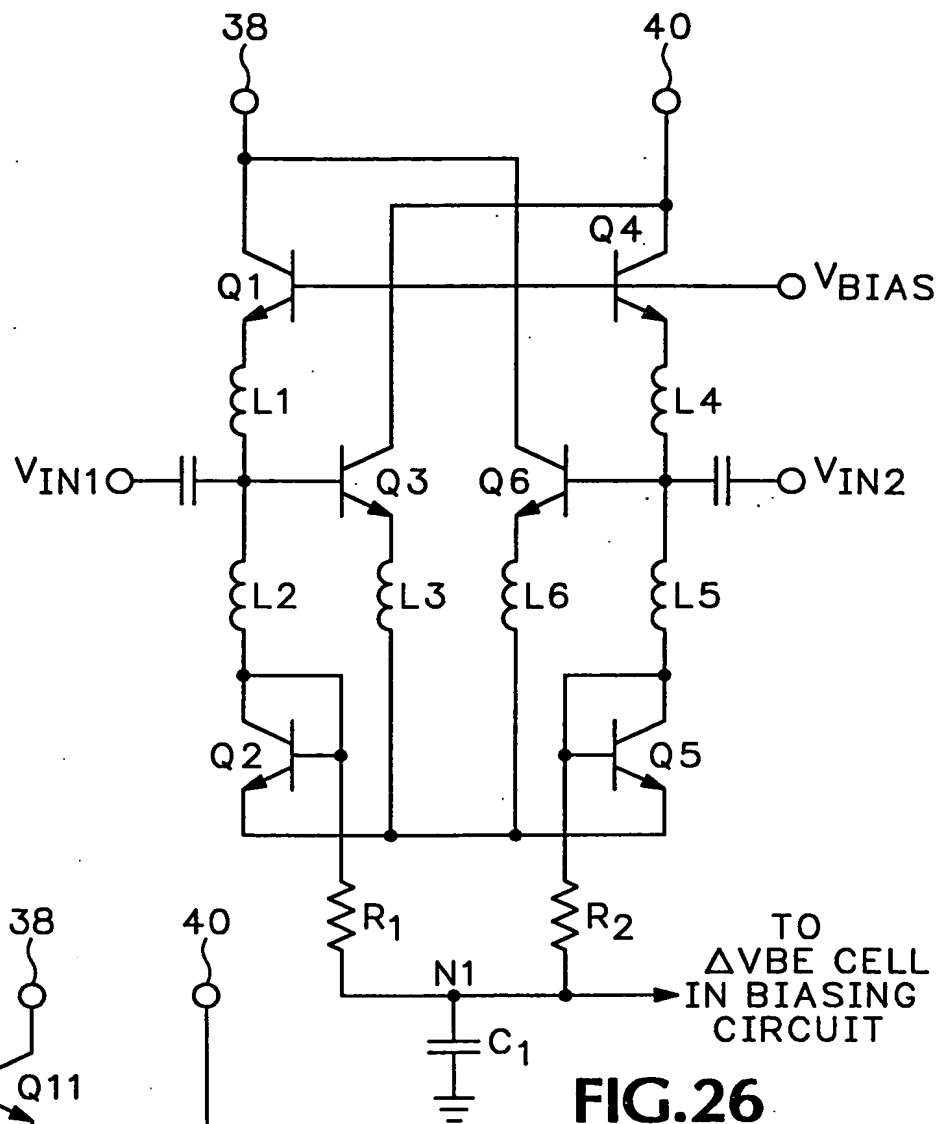 38 40
Q4
Q1 VBIAS
L1 L4
VIN1 Q3 Q6 VIN2
L2 L3 L6 L5
Q2 Q5
R1 R2
38 40 N1
TO
ΔVBE CELL
IN BIASING
CIRCUIT
C1
Q11
FIG.26